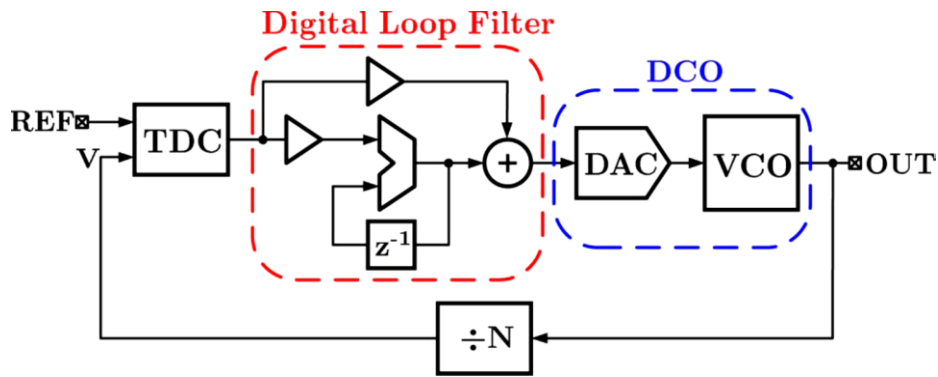 Digital Loop Filter
DCO
REF
TDC
V
+
DAC
VCO
OUT
z⁻¹
÷N